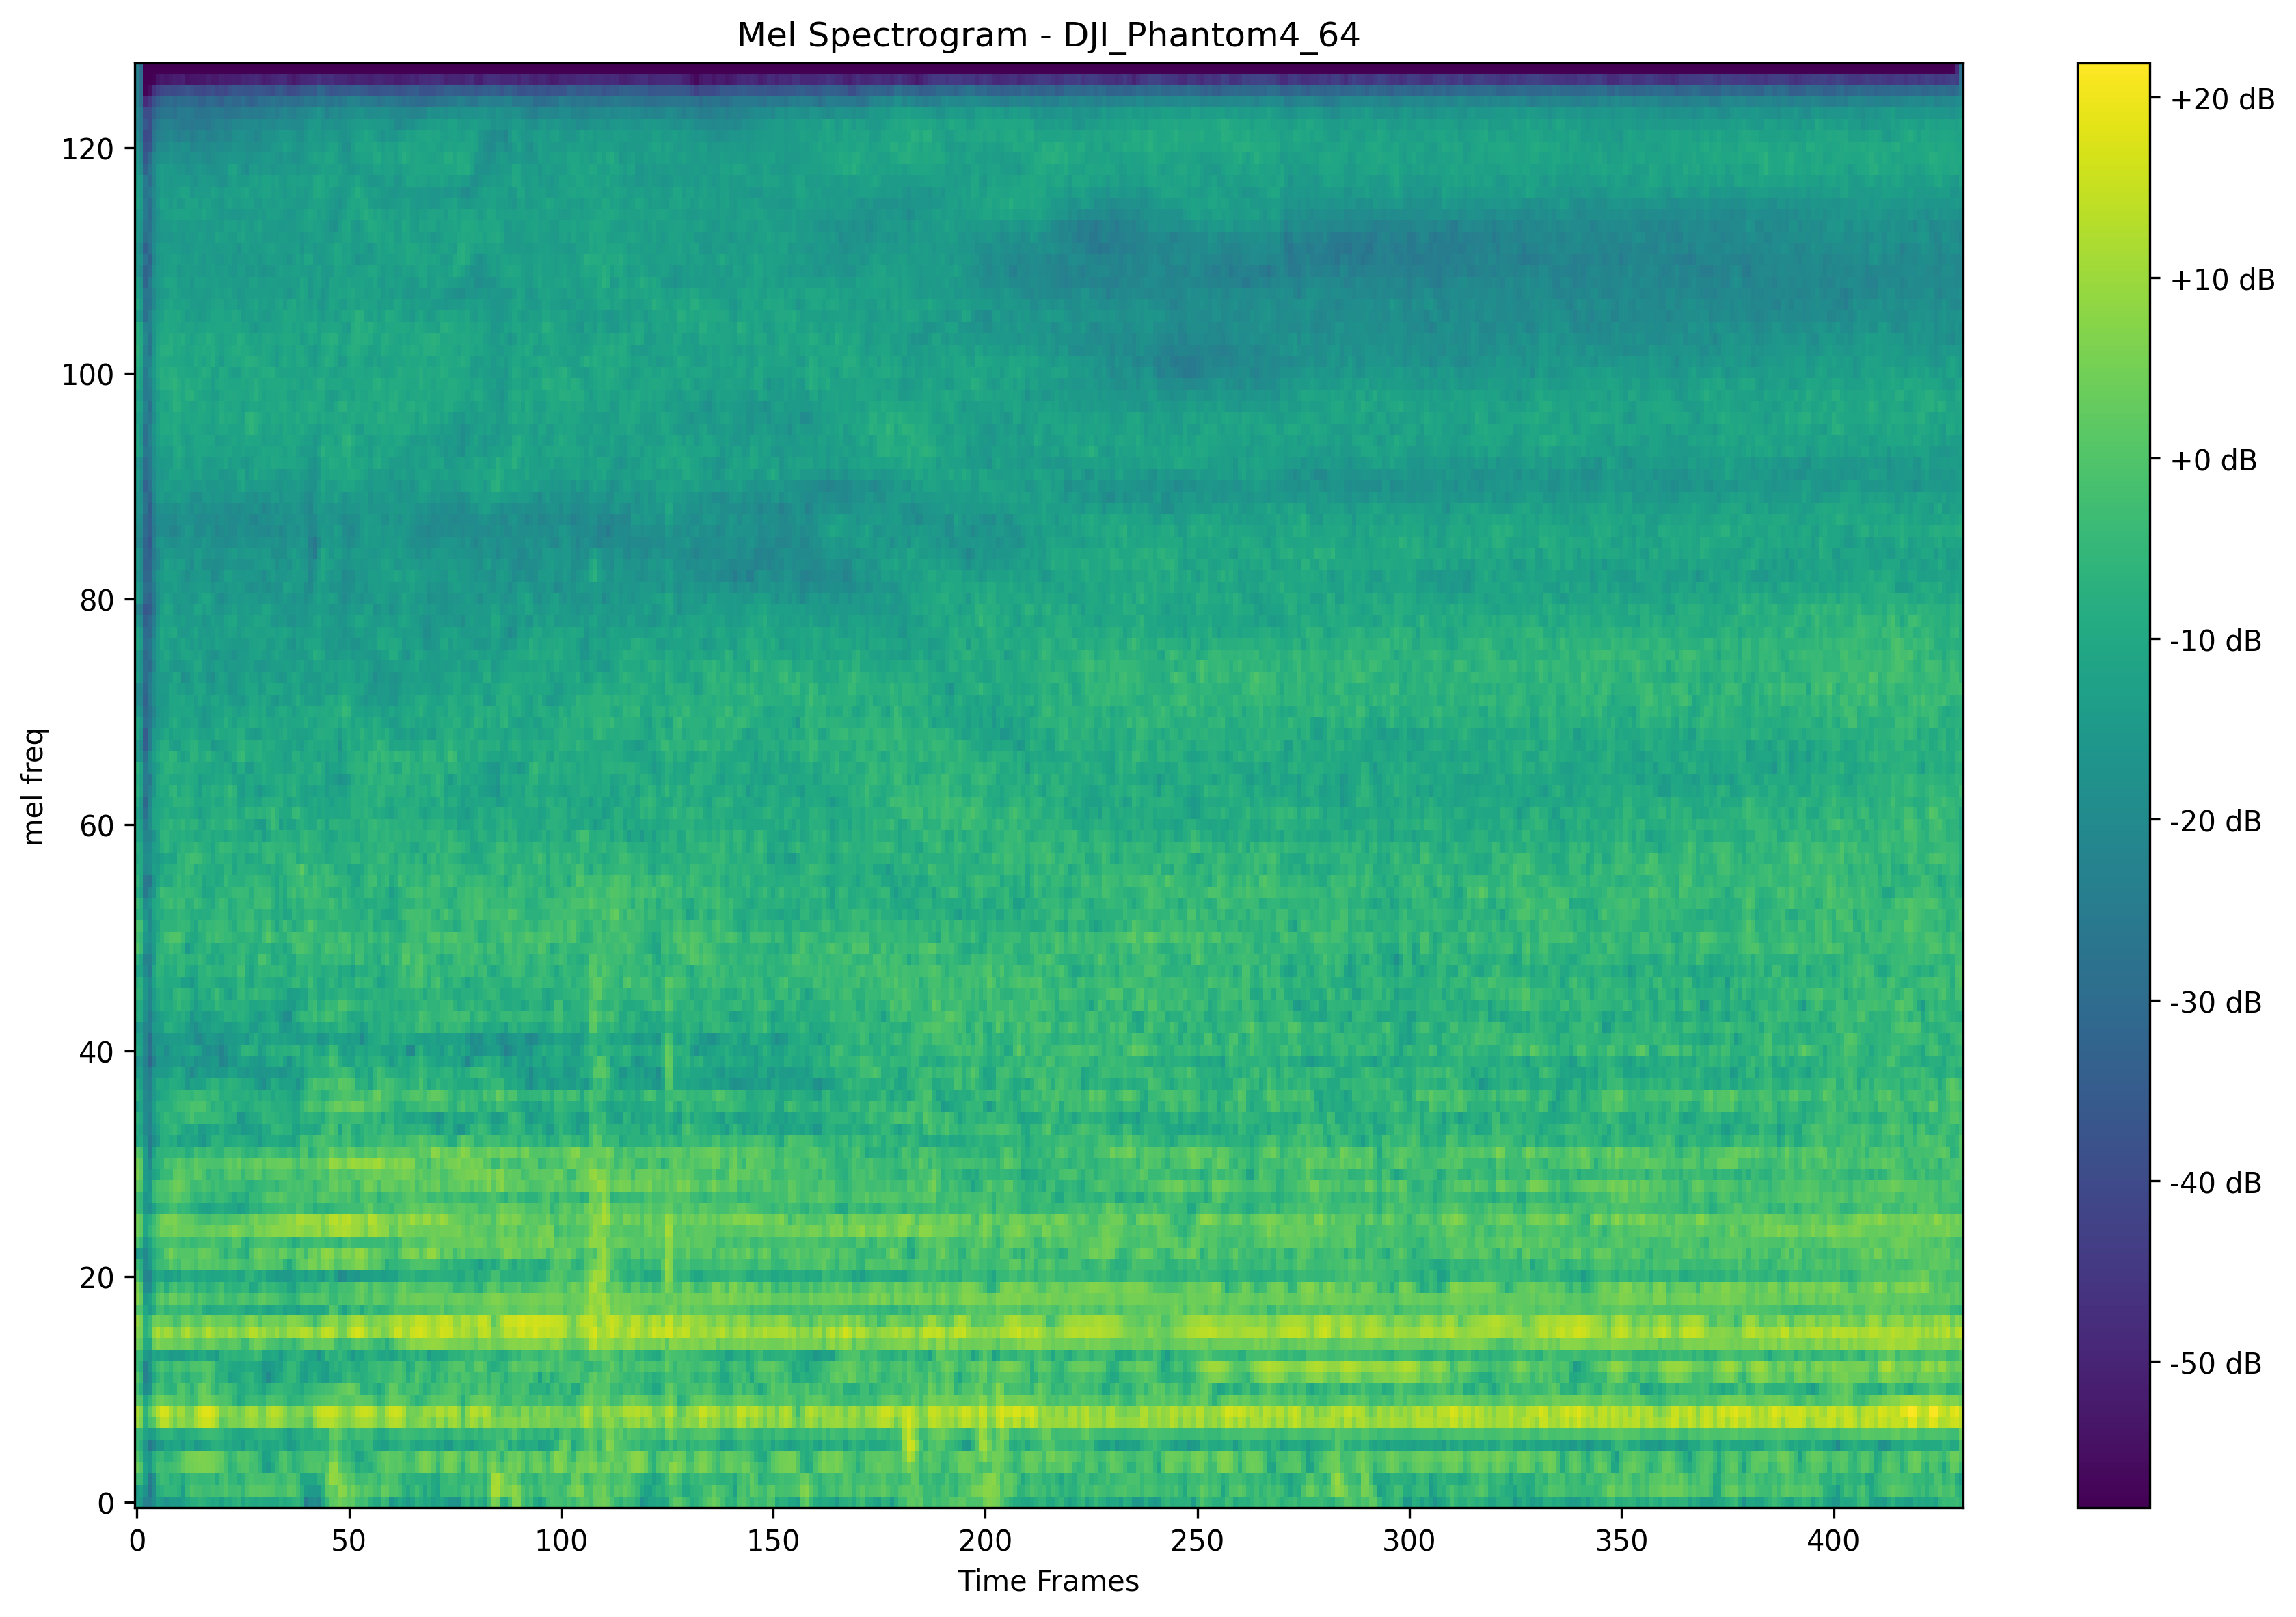 Mel Spectrogram - DJI_Phantom4_64
mel freq
120
100
80
60
40
20
0
0 50 100 150 200 250 300 350 400
Time Frames
+20 dB
+10 dB
+0 dB
-10 dB
-20 dB
-30 dB
-40 dB
-50 dB